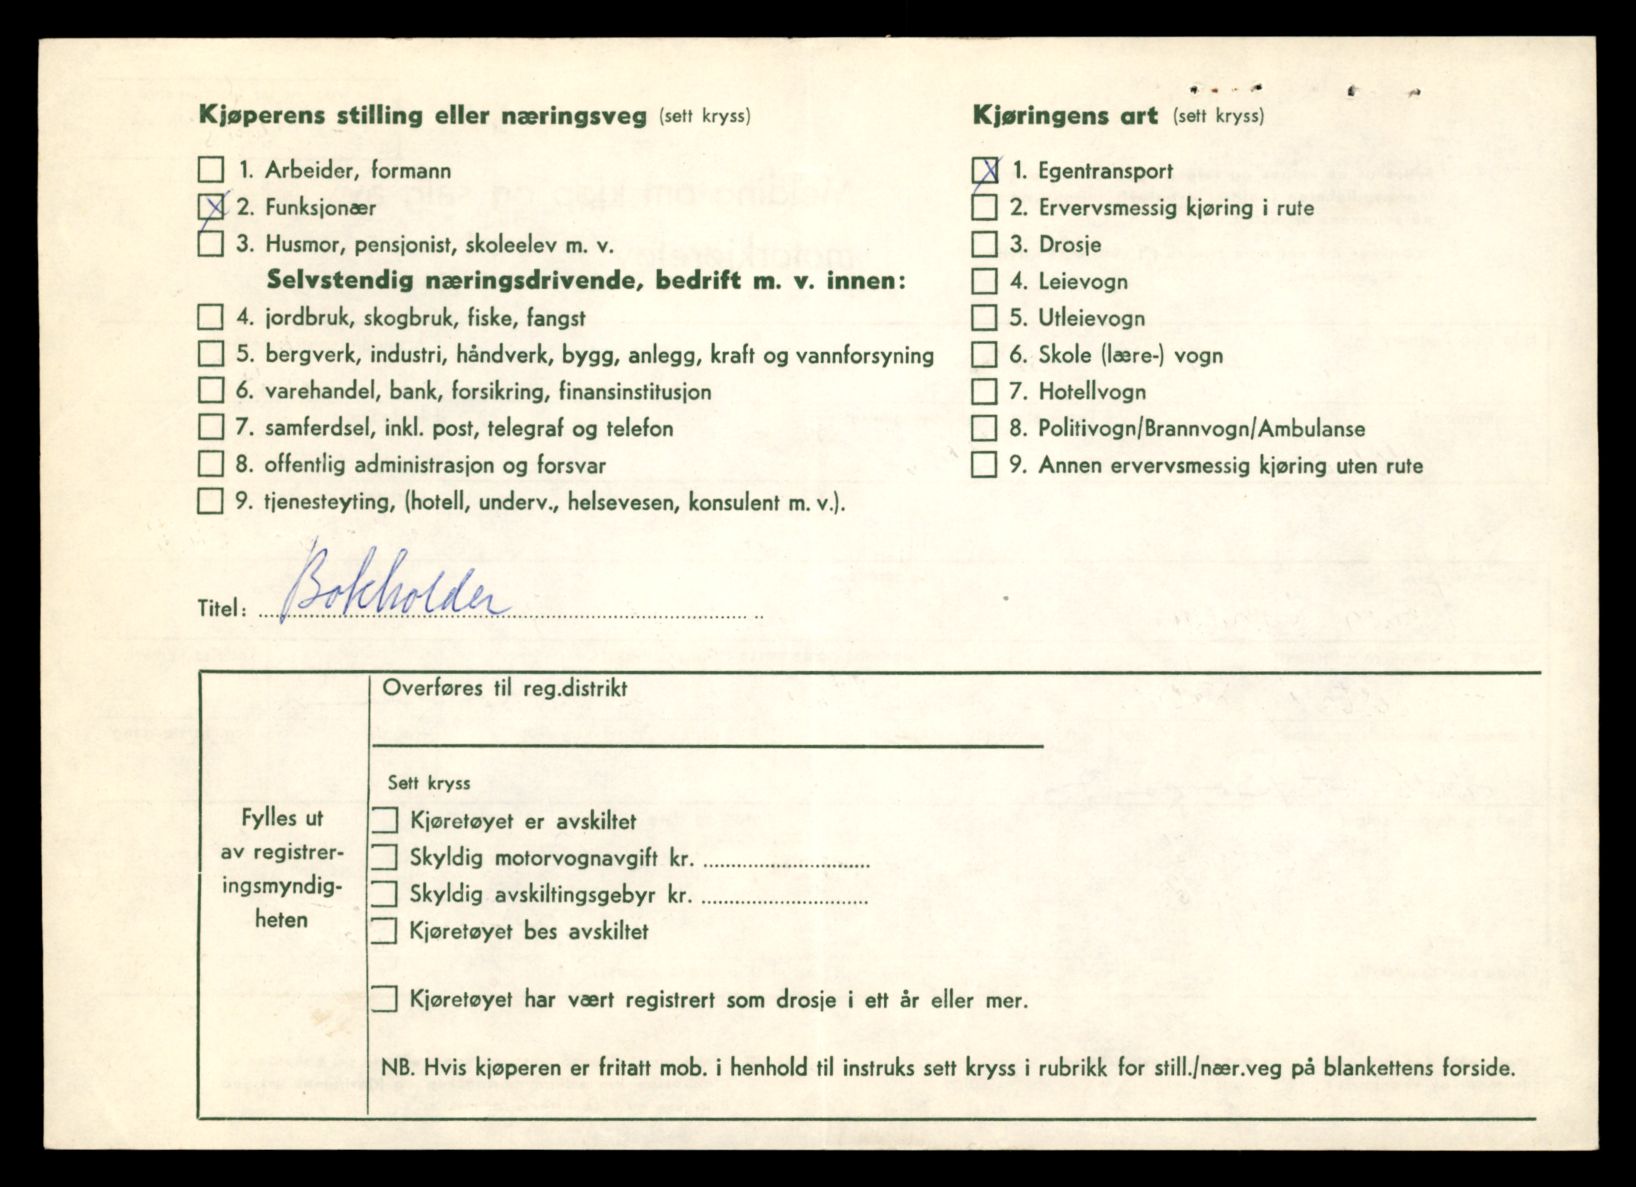 Kjøperens stilling eller næringsveg (sett kryss)
1. Arbeider, formann
2. Funksjonær
3. Husmor, pensjonist, skoleelev m. v.
Selvstendig næringsdrivende, bedrift m. v. innen:
4. jordbruk, skogbruk, fiske, fangst
5. bergverk, industri, håndverk, bygg, anlegg, kraft og vannforsyning
6. varehandel, bank, forsikring, finansinstitusjon
7. samferdsel, inkl. post, telegraf og telefon
8. offentlig administrasjon og forsvar
9. tjenesteyting, (hotell, underv., helsevesen, konsulent m. v.).
Kjøringens art (sett kryss)
1. Egentransport
2. Ervervsmessig kjøring i rute
3. Drosje
4. Leievogn
5. Utleievogn
6. Skole (lære-) vogn
7. Hotellvogn
8. Politivogn/Brannvogn/Ambulanse
9. Annen ervervsmessig kjøring uten rute
Titel: Bokholder
Fylles ut
av registrer-
ingsmyndig-
heten
Overføres til reg.distrikt
Sett kryss
Kjøretøyet er avskiltet
Skyldig motorvognavgift kr.
Skyldig avskiltingsgebyr kr.
Kjøretøyet bes avskiltet
Kjøretøyet har vært registrert som drosje i ett år eller mer.
NB. Hvis kjøperen er fritatt mob. i henhold til instruks sett kryss i rubrikk for still./nær.veg på blankettens forside.